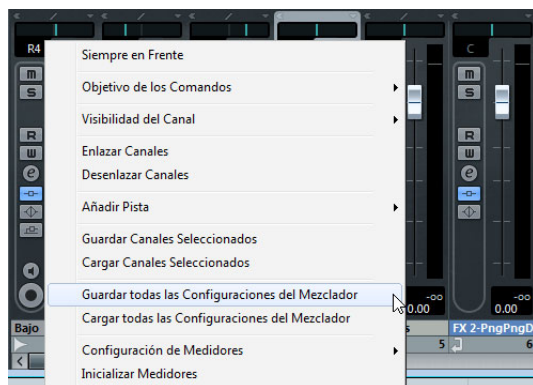 R4
C
Siempre en Frente
Objetivo de los Comandos
Visibilidad del Canal
Enlazar Canales
Desenlazar Canales
Añadir Pista
Guardar Canales Seleccionados
Cargar Canales Seleccionados
Guardar todas las Configuraciones del Mezclador
Cargar todas las Configuraciones del Mezclador
Configuración de Medidores
Inicializar Medidores
m
S
R
W
e
m
S
R
W
e
-oo
0.00
-oo
0.00
Bajo
s
FX 2-PngPngD
5
6